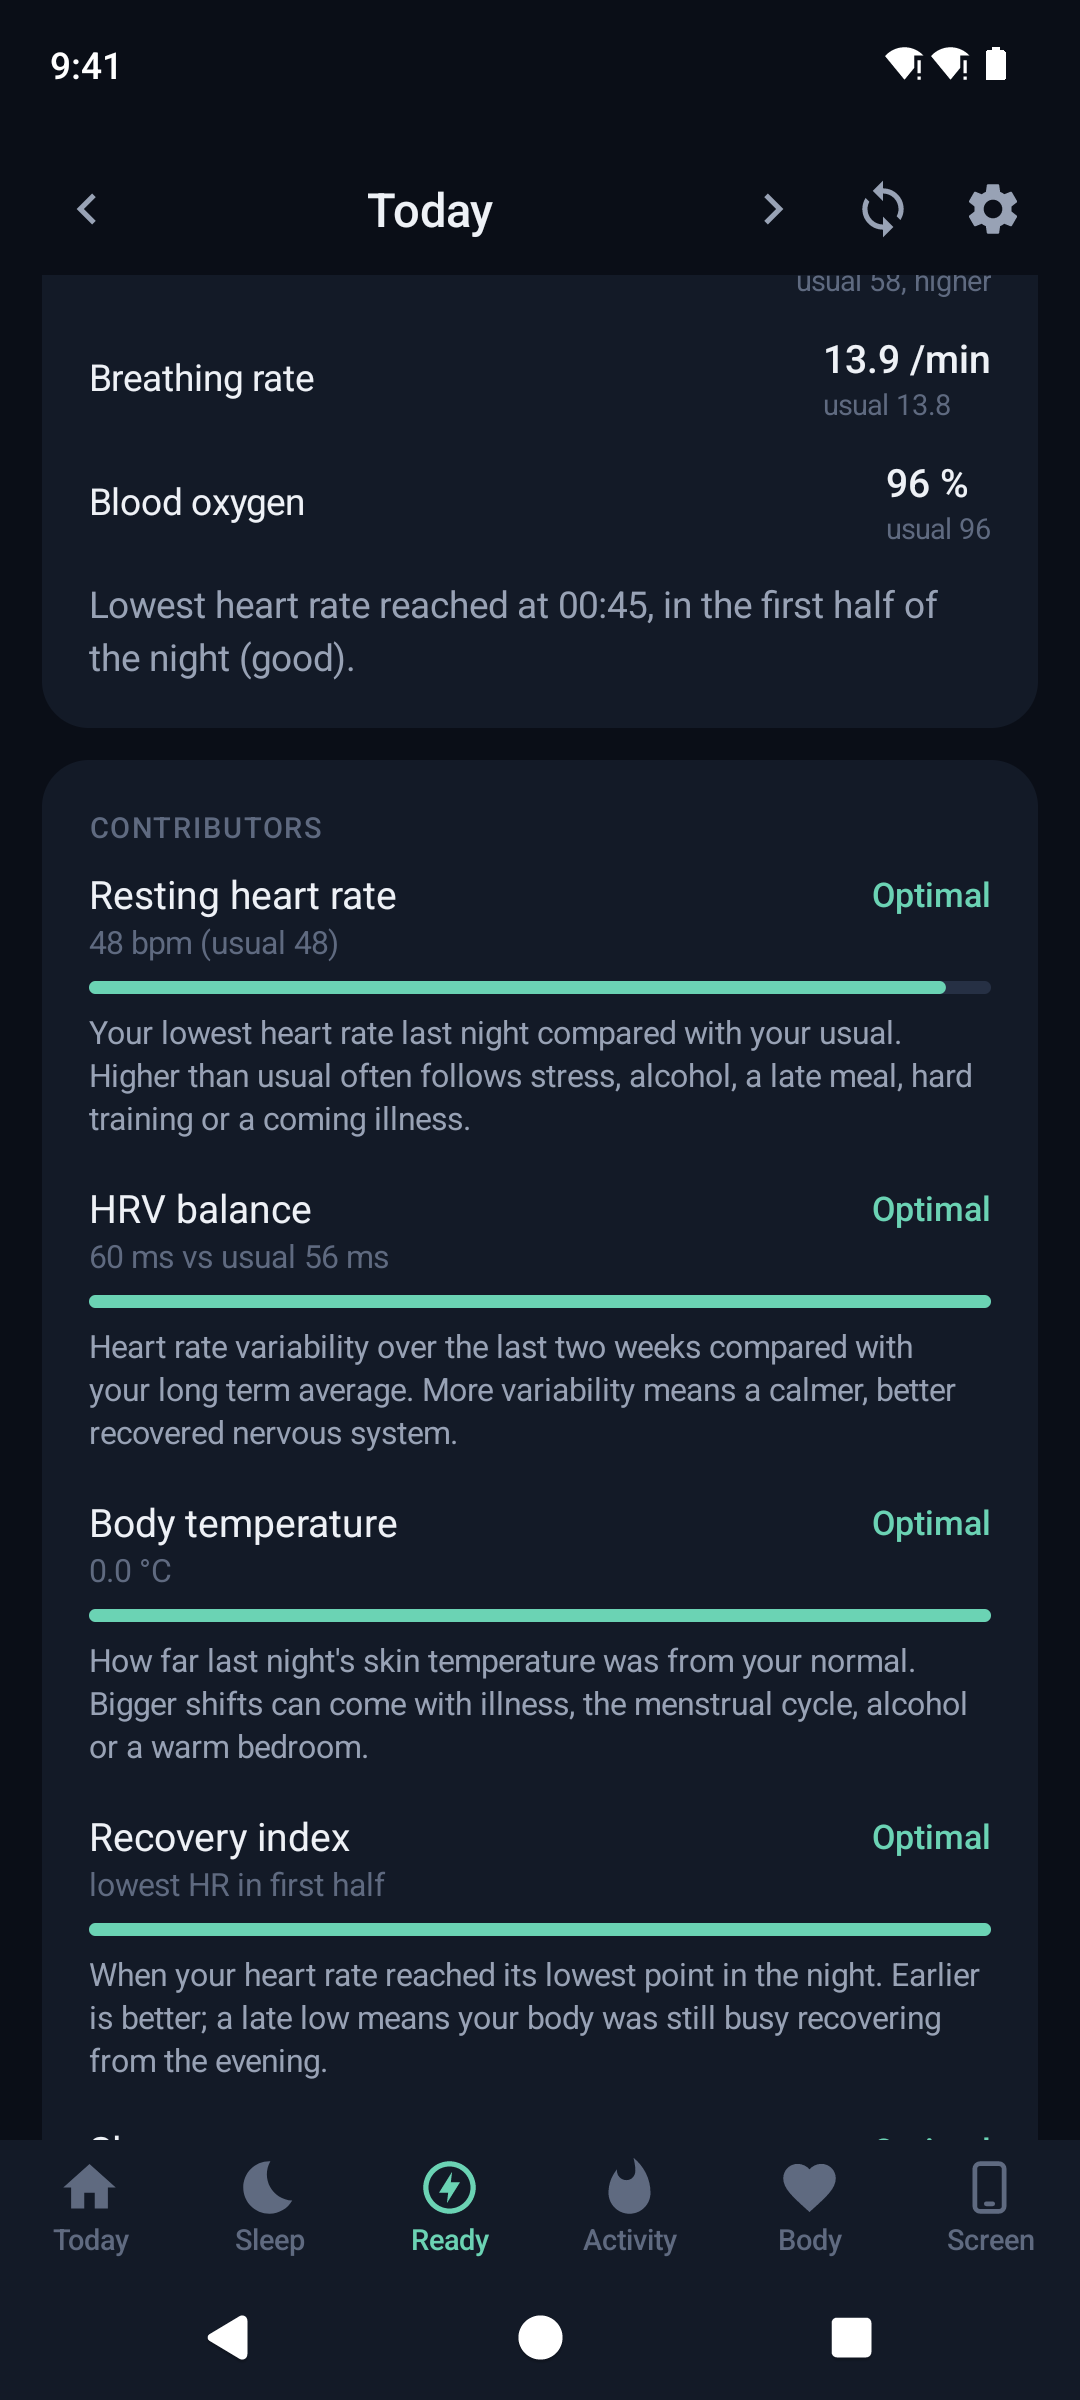 9:41
Today
usual 58, higher
Breathing rate
13.9 /min
usual 13.8
Blood oxygen
96 %
usual 96
Lowest heart rate reached at 00:45, in the first half of
the night (good).
CONTRIBUTORS
Resting heart rate
Optimal
48 bpm (usual 48)
Your lowest heart rate last night compared with your usual.
Higher than usual often follows stress, alcohol, a late meal, hard
training or a coming illness.
HRV balance
Optimal
60 ms vs usual 56 ms
Heart rate variability over the last two weeks compared with
your long term average. More variability means a calmer, better
recovered nervous system.
Body temperature
Optimal
0.0 °C
How far last night's skin temperature was from your normal.
Bigger shifts can come with illness, the menstrual cycle, alcohol
or a warm bedroom.
Recovery index
Optimal
lowest HR in first half
When your heart rate reached its lowest point in the night. Earlier
is better; a late low means your body was still busy recovering
from the evening.
Today
Sleep
Ready
Activity
Body
Screen